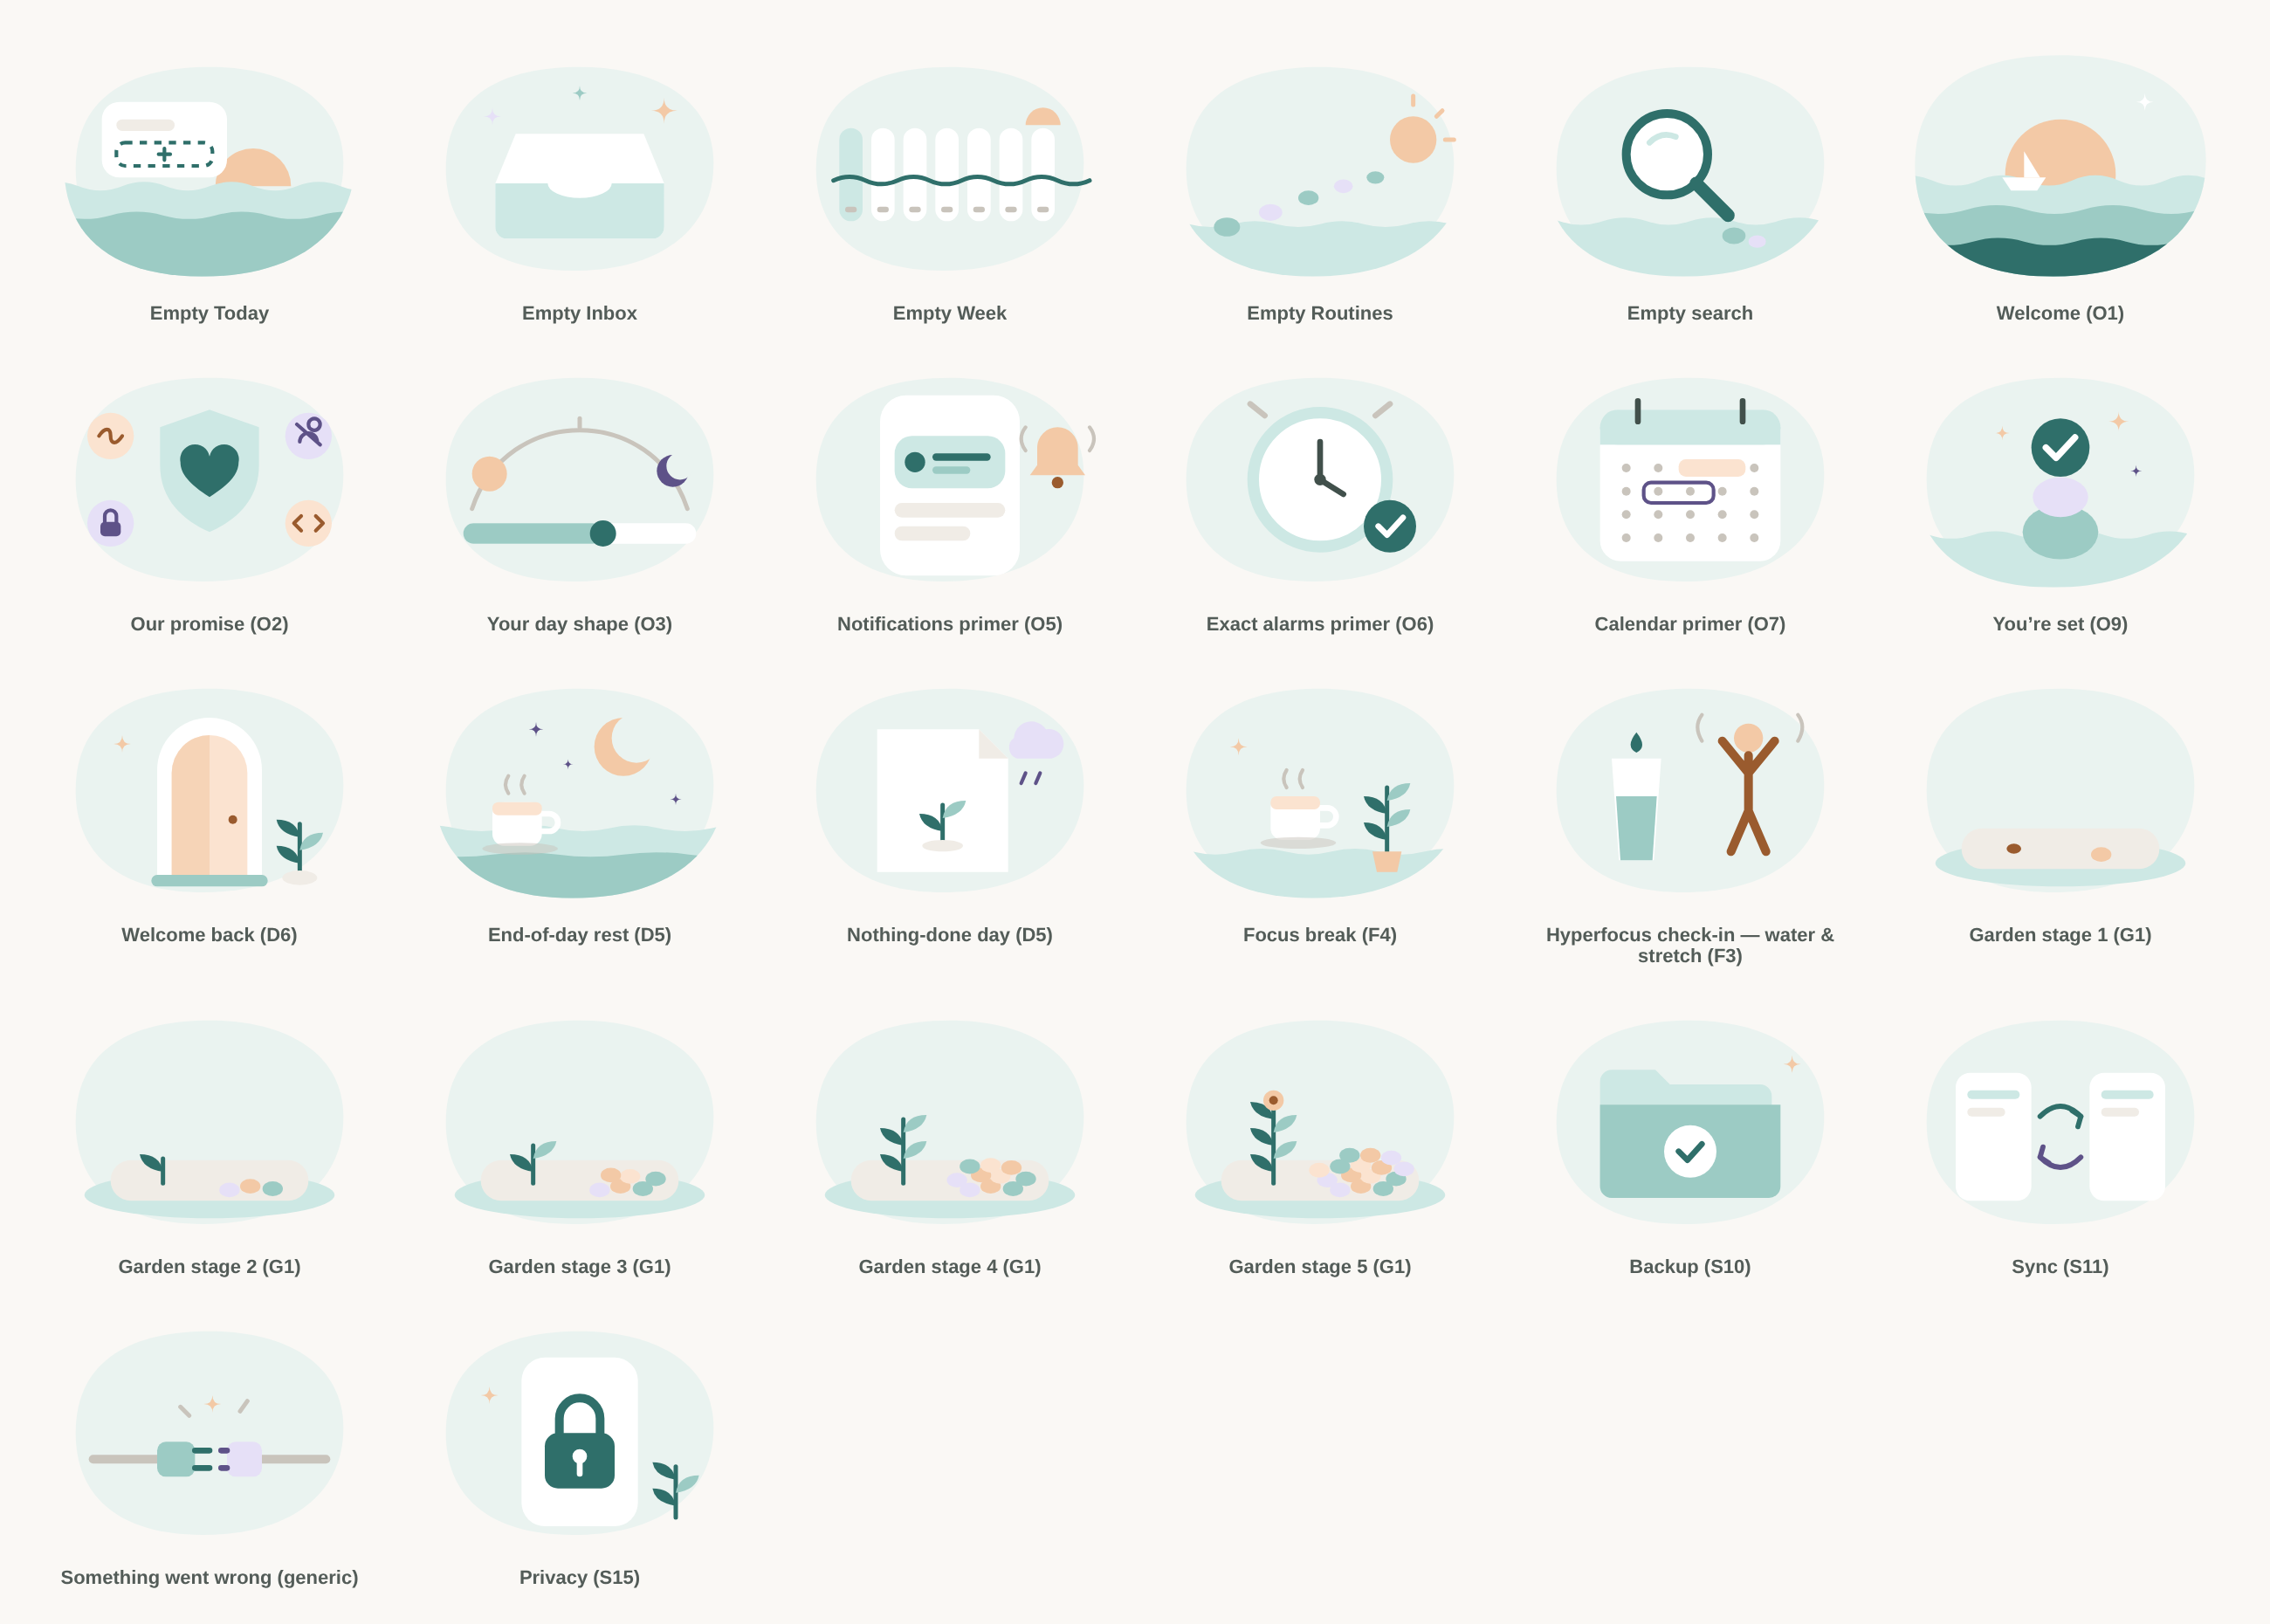 Empty Today
Empty Inbox
Empty Week
Empty Routines
Empty search
Welcome (O1)
Our promise (O2)
Your day shape (O3)
Notifications primer (O5)
Exact alarms primer (O6)
Calendar primer (O7)
You’re set (O9)
Welcome back (D6)
End-of-day rest (D5)
Nothing-done day (D5)
Focus break (F4)
Hyperfocus check-in — water &
stretch (F3)
Garden stage 1 (G1)
Garden stage 2 (G1)
Garden stage 3 (G1)
Garden stage 4 (G1)
Garden stage 5 (G1)
Backup (S10)
Sync (S11)
Something went wrong (generic)
Privacy (S15)